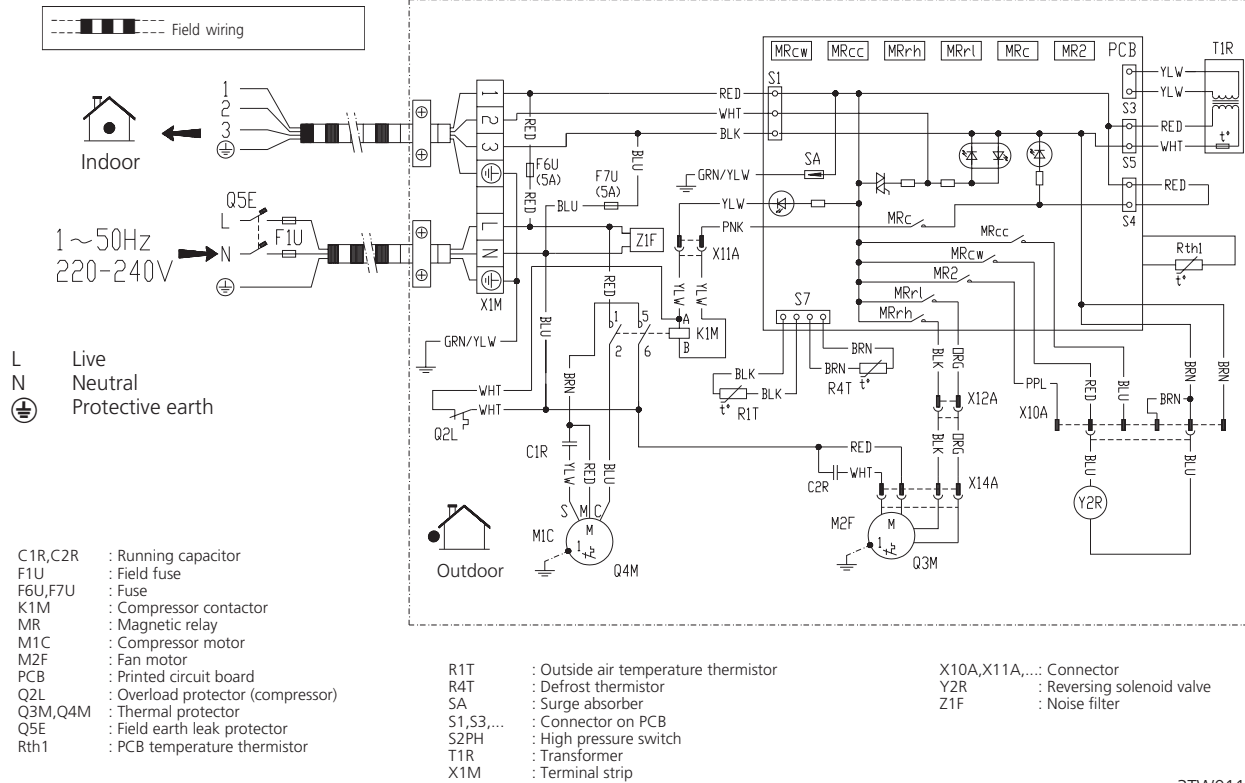 Field wiring
Indoor
1
2
3
Q5E
L
N
F1U
1~50Hz
220-240V
L Live
N Neutral
Protective earth
1
2
3
L
N
X1M
RED
F6U
(5A)
RED
BLU
F7U
(5A)
BLU
Z1F
RED
BLU
GRN/YLW
WHT
WHT
Q2L
BRN
1
5
2
6
A
B
K1M
YLW
YLW
X11A
C1R
YLW
RED
BLU
S M C
M1C
M
1
Q4M
Outdoor
MRcw MRcc MRrh MRrl MRc MR2 PCB
S1
RED
WHT
BLK
GRN/YLW
SA
YLW
PNK
MRc
MRcc
MRcw
MR2
MRrl
MRrh
S7
BLK
BLK
t°
R1T
BRN
BRN
t°
R4T
BLK
ORG
X12A
BLK
ORG
X14A
RED
WHT
C2R
M2F
M
1
Q3M
S3
S5
S4
YLW
YLW
RED
WHT
RED
T1R
t°
Rth1
t°
PPL
X10A
RED
BLU
BRN
BRN
BRN
BLU
BLU
Y2R
C1R,C2R : Running capacitor
F1U : Field fuse
F6U,F7U : Fuse
K1M : Compressor contactor
MR : Magnetic relay
M1C : Compressor motor
M2F : Fan motor
PCB : Printed circuit board
Q2L : Overload protector (compressor)
Q3M,Q4M : Thermal protector
Q5E : Field earth leak protector
Rth1 : PCB temperature thermistor
R1T : Outside air temperature thermistor
R4T : Defrost thermistor
SA : Surge absorber
S1,S3,... : Connector on PCB
S2PH : High pressure switch
T1R : Transformer
X1M : Terminal strip
X10A,X11A,...: Connector
Y2R : Reversing solenoid valve
Z1F : Noise filter